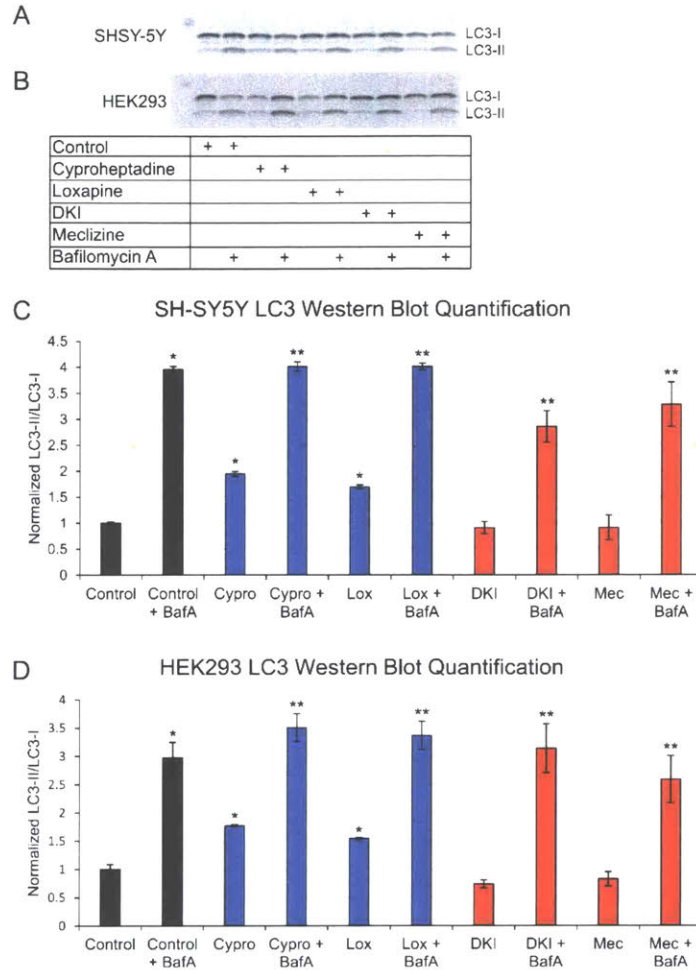 A
SHSY-5Y
LC3-I
LC3-II
B
HEK293
LC3-I
LC3-II
Control + +
Cyproheptadine + +
Loxapine + +
DKI + +
Meclizine + +
Bafilomycin A + + + + +
C SH-SY5Y LC3 Western Blot Quantification
Normalized LC3-II/LC3-I
4.5
4
3.5
3
2.5
2
1.5
1
0.5
0
* * ** * ** ** **
Control Control + BafA Cypro Cypro + BafA Lox Lox + BafA DKI DKI + BafA Mec Mec + BafA
D HEK293 LC3 Western Blot Quantification
Normalized LC3-II/LC3-I
4
3.5
3
2.5
2
1.5
1
0.5
0
* * ** * ** ** **
Control Control + BafA Cypro Cypro + BafA Lox Lox + BafA DKI DKI + BafA Mec Mec + BafA